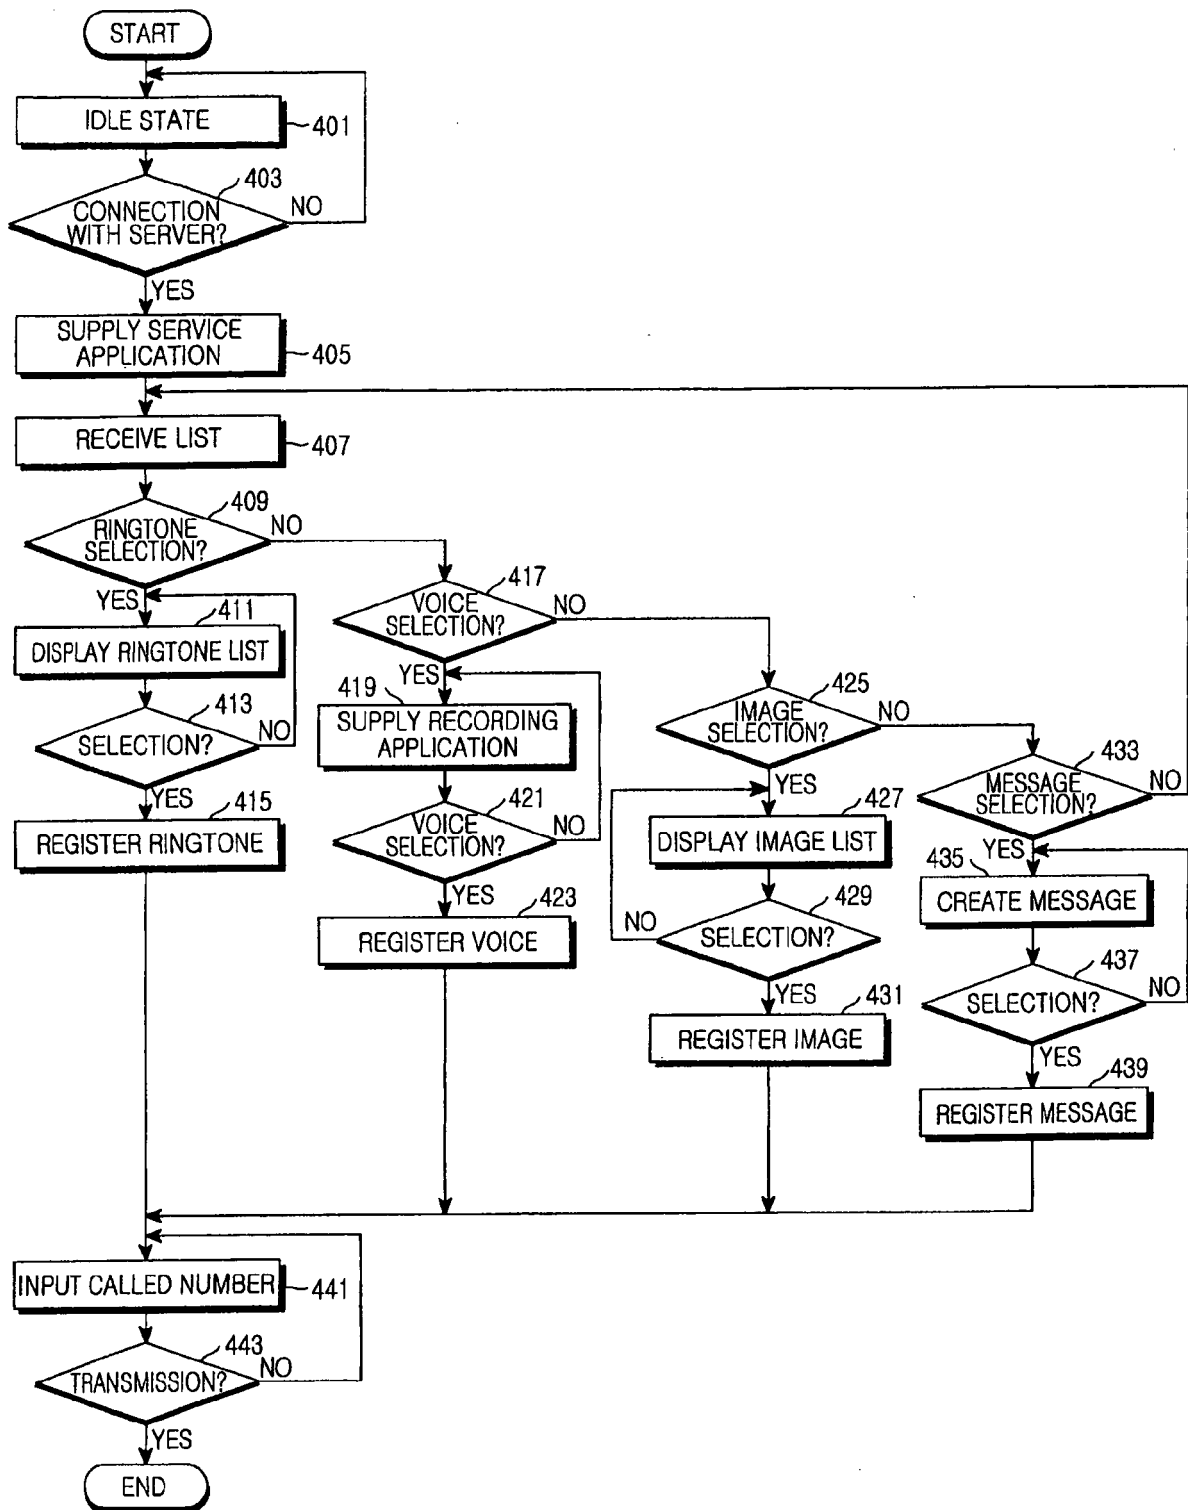 START
IDLE STATE
401
403
CONNECTION
WITH SERVER?
NO
YES
SUPPLY SERVICE
APPLICATION
405
RECEIVE LIST
407
409
RINGTONE
SELECTION?
NO
YES
411
DISPLAY RINGTONE LIST
413
SELECTION?
NO
YES
415
REGISTER RINGTONE
417
VOICE
SELECTION?
NO
YES
419
SUPPLY RECORDING
APPLICATION
421
VOICE
SELECTION?
NO
YES
423
REGISTER VOICE
425
IMAGE
SELECTION?
NO
YES
427
DISPLAY IMAGE LIST
429
NO
SELECTION?
YES
431
REGISTER IMAGE
433
MESSAGE
SELECTION?
NO
YES
435
CREATE MESSAGE
437
SELECTION?
NO
YES
439
REGISTER MESSAGE
INPUT CALLED NUMBER
441
443
TRANSMISSION?
NO
YES
END